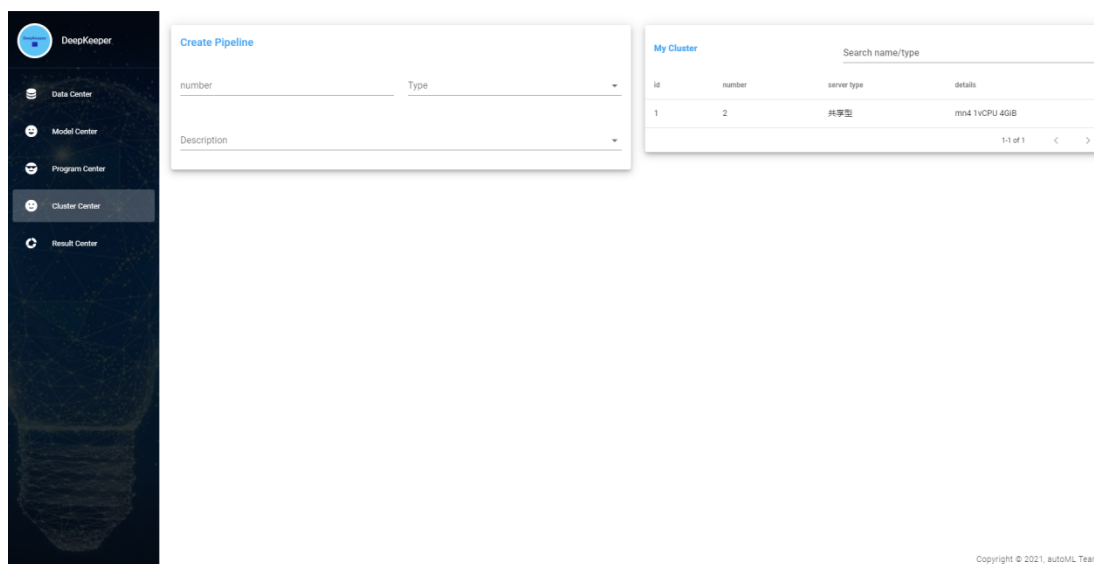 DeepKeeper
Data Center
Model Center
Program Center
Cluster Center
Result Center
Create Pipeline
number Type
Description
My Cluster Search name/type
id number server type details
1 2 共享型 mn4 1vCPU 4GiB
1-1 of 1
Copyright © 2021, autoML Tear